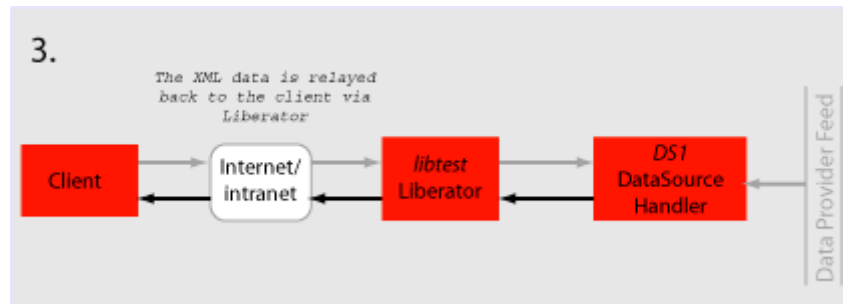 3.
The XML data is relayed
back to the client via
Liberator
Client
Internet/
intranet
libtest
Liberator
DS1
DataSource
Handler
Data Provider Feed